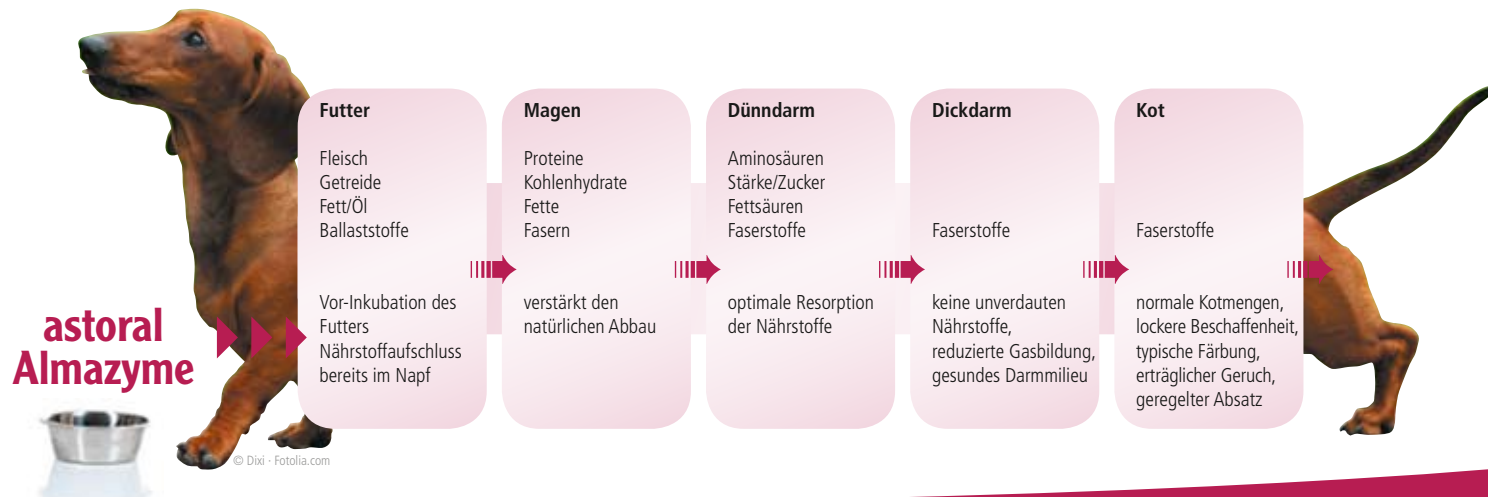 Futter
Fleisch
Getreide
Fett/Öl
Ballaststoffe
Vor-Inkubation des
Futters
Nährstoffaufschluss
bereits im Napf
Magen
Proteine
Kohlenhydrate
Fette
Fasern
verstärkt den
natürlichen Abbau
Dünndarm
Aminosäuren
Stärke/Zucker
Fettsäuren
Faserstoffe
optimale Resorption
der Nährstoffe
Dickdarm
Faserstoffe
keine unverdauten
Nährstoffe,
reduzierte Gasbildung,
gesundes Darmmilieu
Kot
Faserstoffe
normale Kotmengen,
lockere Beschaffenheit,
typische Färbung,
erträglicher Geruch,
geregelter Absatz
astoral
Almazyme
© Dixi - Fotolia.com